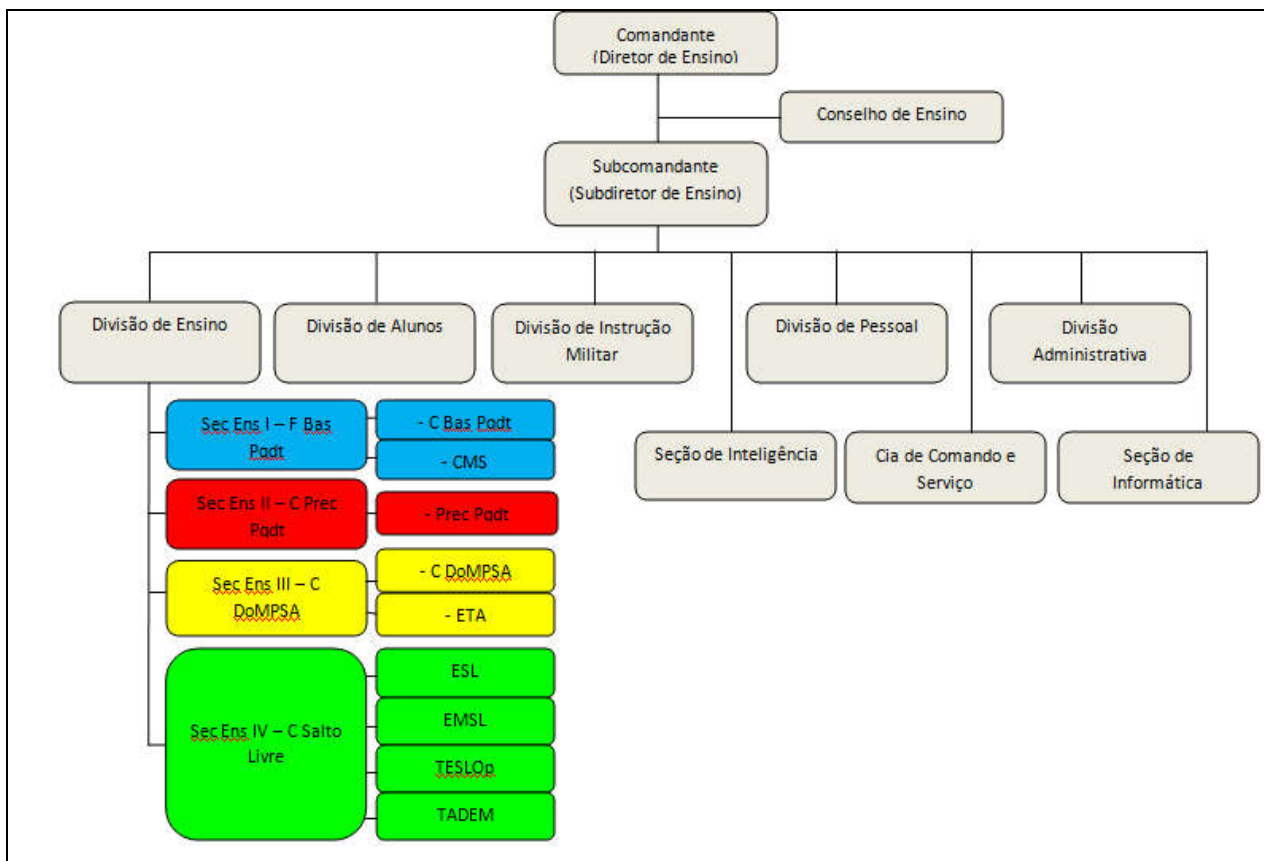 Comandante
(Diretor de Ensino)
Conselho de Ensino
Subcomandante
(Subdiretor de Ensino)
Divisão de Ensino
Divisão de Alunos
Divisão de Instrução
Militar
Divisão de Pessoal
Divisão
Administrativa
Seção de Inteligência
Cia de Comando e
Serviço
Seção de
Informática
Sec Ens I – F Bas
Pqdt
- C Bas Pqdt
- CMS
Sec Ens II – C Prec
Pqdt
- Prec Pqdt
Sec Ens III – C
DoMPSA
- C DoMPSA
- ETA
Sec Ens IV – C Salto
Livre
ESL
EMSL
TESLOp
TADEM